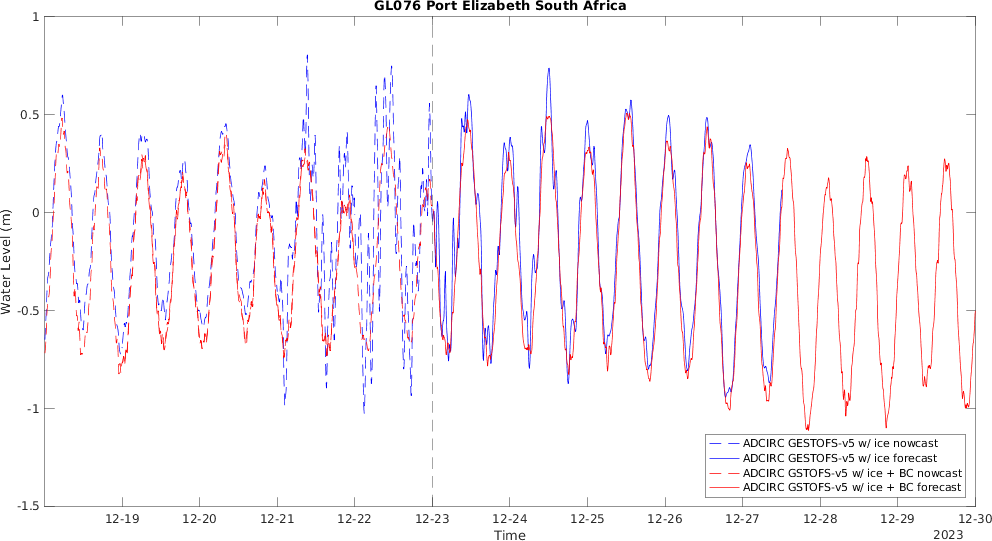 GL076 Port Elizabeth South Africa
1
0.5
0
-0.5
-1
-1.5
Water Level (m)
ADCIRC GESTOFS-v5 w/ ice nowcast
ADCIRC GESTOFS-v5 w/ ice forecast
ADCIRC GSTOFS-v5 w/ ice + BC nowcast
ADCIRC GSTOFS-v5 w/ ice + BC forecast
12-19 12-20 12-21 12-22 12-23 12-24 12-25 12-26 12-27 12-28 12-29 12-30
Time
2023